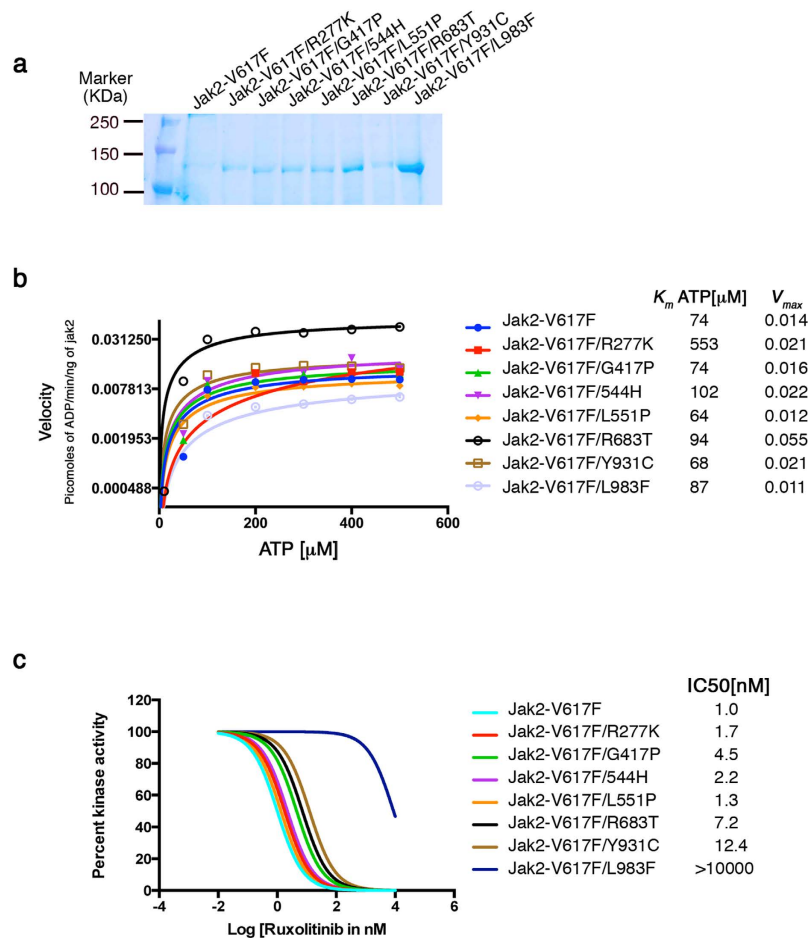 a
Marker
(KDa)
Jak2-V617F
Jak2-V617F/R277K
Jak2-V617F/G417P
Jak2-V617F/544H
Jak2-V617F/L551P
Jak2-V617F/R683T
Jak2-V617F/Y931C
Jak2-V617F/L983F
250
150
100
b
Velocity
Picomoles of ADP/min/ng of jak2
0.031250
0.007813
0.001953
0.000488
0 200 400 600
ATP [µM]
Km ATP[µM] Vmax
Jak2-V617F 74 0.014
Jak2-V617F/R277K 553 0.021
Jak2-V617F/G417P 74 0.016
Jak2-V617F/544H 102 0.022
Jak2-V617F/L551P 64 0.012
Jak2-V617F/R683T 94 0.055
Jak2-V617F/Y931C 68 0.021
Jak2-V617F/L983F 87 0.011
c
Percent kinase activity
120
100
80
60
40
20
0
-4 -2 0 2 4 6
Log [Ruxolitinib in nM
IC50[nM]
Jak2-V617F 1.0
Jak2-V617F/R277K 1.7
Jak2-V617F/G417P 4.5
Jak2-V617F/544H 2.2
Jak2-V617F/L551P 1.3
Jak2-V617F/R683T 7.2
Jak2-V617F/Y931C 12.4
Jak2-V617F/L983F >10000